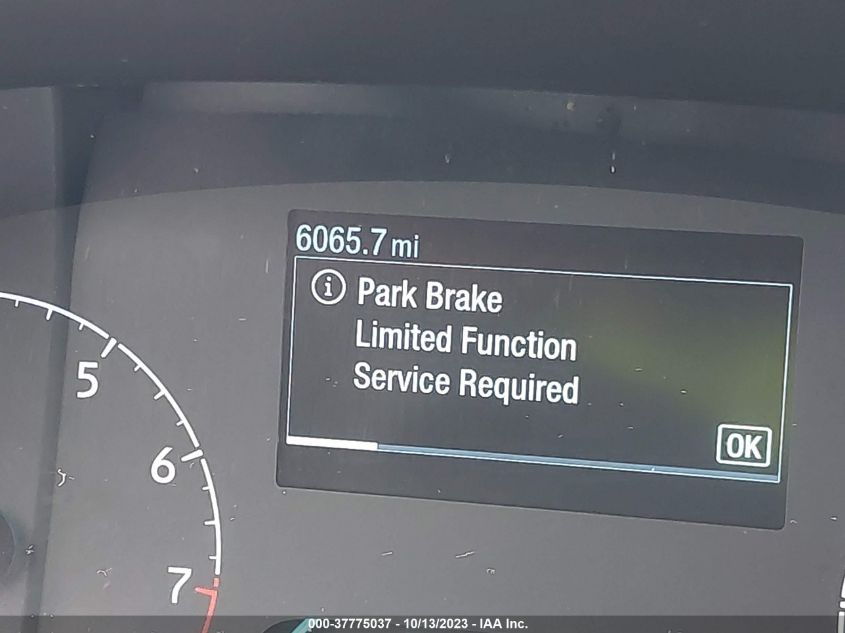 6065.7 mi
i Park Brake
Limited Function
Service Required
OK
5
6
7
000-37775037 - 10/13/2023 - IAA Inc.